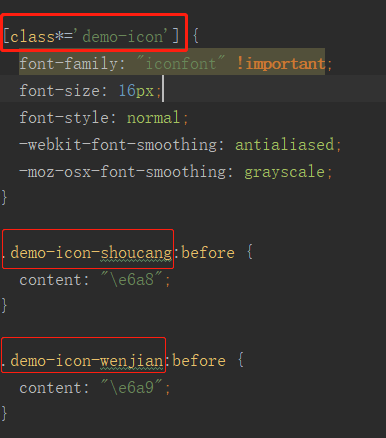 [class*='demo-icon'] {
font-family: "iconfont" !important;
font-size: 16px;
font-style: normal;
-webkit-font-smoothing: antialiased;
-moz-osx-font-smoothing: grayscale;
}
.demo-icon-shoucang:before {
content: "\e6a8";
}
.demo-icon-wenjian:before {
content: "\e6a9";
}